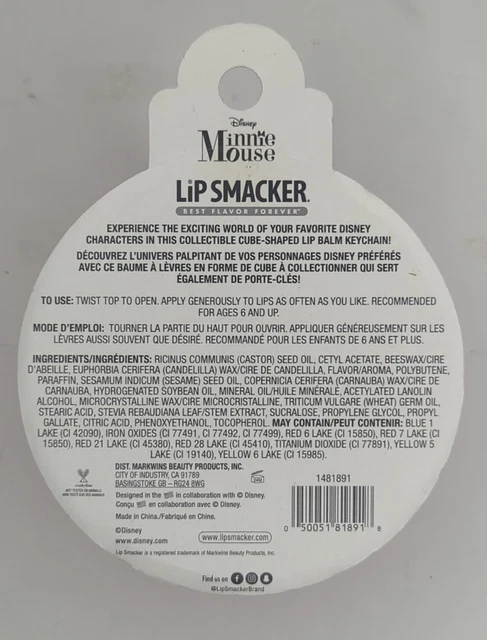 Disney
Minnie
Mouse
LiP SMACKER®
BEST FLAVOR FOREVER™
EXPERIENCE THE EXCITING WORLD OF YOUR FAVORITE DISNEY
CHARACTERS IN THIS COLLECTIBLE CUBE-SHAPED LIP BALM KEYCHAIN!
DÉCOUVREZ L'UNIVERS PALPITANT DE VOS PERSONNAGES DISNEY PRÉFÉRÉS
AVEC CE BAUME À LÈVRES EN FORME DE CUBE À COLLECTIONNER QUI SERT
ÉGALEMENT DE PORTE-CLÉS!
TO USE: TWIST TOP TO OPEN. APPLY GENEROUSLY TO LIPS AS OFTEN AS YOU LIKE. RECOMMENDED
FOR AGES 6 AND UP.
MODE D'EMPLOI: TOURNER LA PARTIE DU HAUT POUR OUVRIR. APPLIQUER GÉNÉREUSEMENT SUR LES
LÈVRES AUSSI SOUVENT QUE DÉSIRÉ. RECOMMANDÉ POUR LES ENFANTS DE 6 ANS ET PLUS.
INGREDIENTS/INGRÉDIENTS: RICINUS COMMUNIS (CASTOR) SEED OIL, CETYL ACETATE, BEESWAX/CIRE
D'ABEILLE, EUPHORBIA CERIFERA (CANDELILLA) WAX/CIRE DE CANDELILLA, FLAVOR/AROMA, POLYBUTENE,
PARAFFIN, SESAMUM INDICUM (SESAME) SEED OIL, COPERNICIA CERIFERA (CARNAUBA) WAX/CIRE DE
CARNAUBA, HYDROGENATED SOYBEAN OIL, MINERAL OIL/HUILE MINÉRALE, ACETYLATED LANOLIN
ALCOHOL, MICROCRYSTALLINE WAX/CIRE MICROCRISTALLINE, TRITICUM VULGARE (WHEAT) GERM OIL,
STEARIC ACID, STEVIA REBAUDIANA LEAF/STEM EXTRACT, SUCRALOSE, PROPYLENE GLYCOL, PROPYL
GALLATE, CITRIC ACID, PHENOXYETHANOL, TOCOPHEROL. MAY CONTAIN/PEUT CONTENIR: BLUE 1
LAKE (CI 42090), IRON OXIDES (CI 77491, CI 77492, CI 77499), RED 6 LAKE (CI 15850), RED 7 LAKE (CI
15850), RED 21 LAKE (CI 45380), RED 28 LAKE (CI 45410), TITANIUM DIOXIDE (CI 77891), YELLOW 5
LAKE (CI 19140), YELLOW 6 LAKE (CI 15985).
DIST. MARKWINS BEAUTY PRODUCTS, INC.
CITY OF INDUSTRY, CA 91789
BASINGSTOKE GB – RG24 8WG
24M
1481891
NOT TESTED ON ANIMALS
Designed in the in collaboration with © Disney.
Conçu en collaboration avec © Disney.
Made in China./Fabriqué en Chine.
0 50051 81891 8
©Disney
www.disney.com
www.lipsmacker.com
Lip Smacker is a registered trademark of Markwins Beauty Products, Inc.
Find us on
@LipSmackerBrand